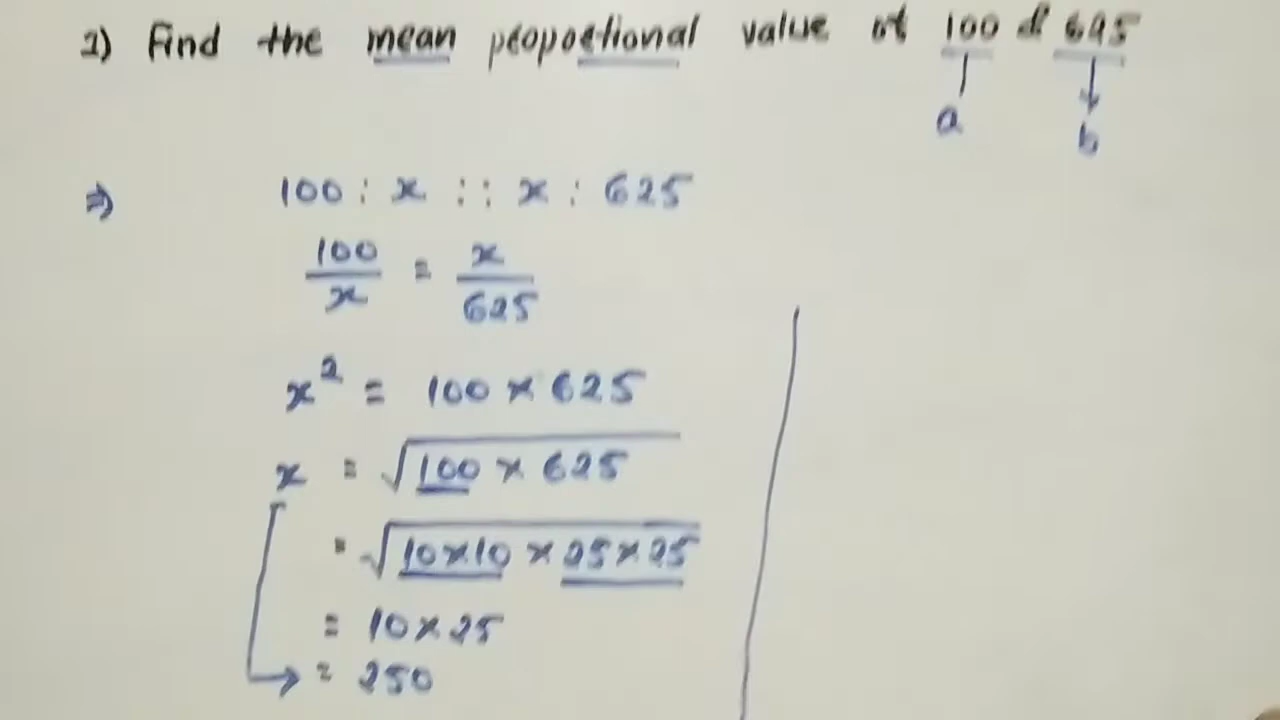 1) Find the mean propotional value of 100 & 625
a
b
⇒ 100 : x :: x : 625
100/x = x/625
x² = 100 × 625
x = √100 × 625
= √10×10 × 25×25
= 10×25
= 250